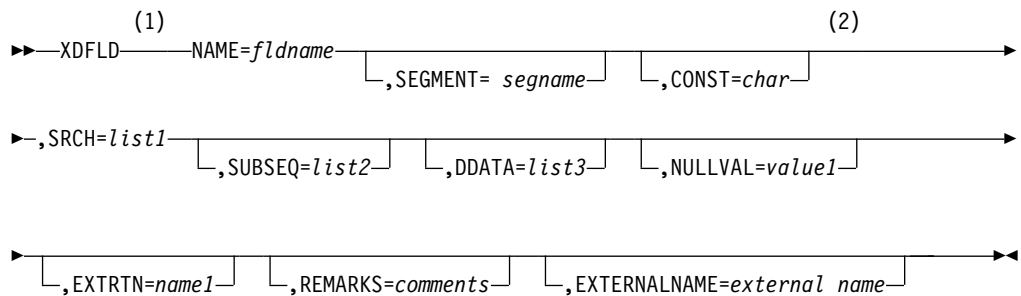 (1) (2)
XDFLD NAME=fldname
,SEGMENT= segname ,CONST=char
,SRCH=list1
,SUBSEQ=list2 ,DDATA=list3 ,NULLVAL=value1
,EXTRTN=name1 ,REMARKS=comments ,EXTERNALNAME=external name